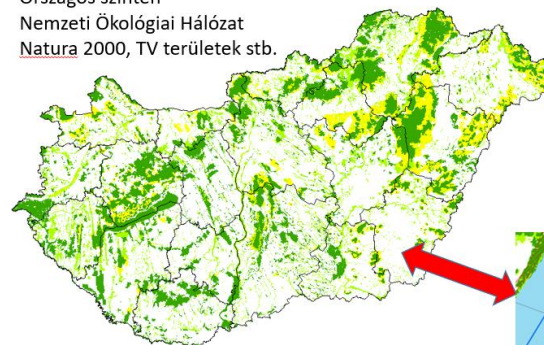 Országos szinten
Nemzeti Ökológiai Hálózat
Natura 2000, TV területek stb.